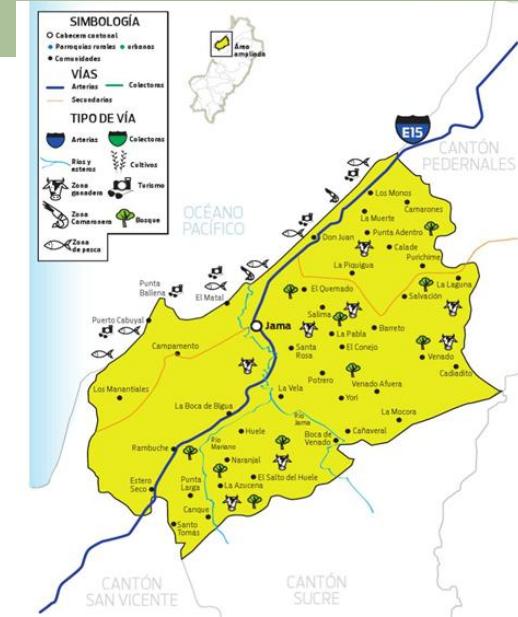 SIMBOLOGÍA
Cabecera cantonal
Parroquias rurales
urbanas
Comunidades
VÍAS
Arterias
Colectoras
Secundarias
TIPO DE VÍA
Arterias
Colectoras
Ríos y
esteros
Cultivos
Zona
ganadera
Turismo
Zona
Camaronera
Bosque
Zona
de pesca
Área
ampliada
E15
CANTÓN
PEDERNALES
OCÉANO
PACÍFICO
Los Monos
Camarones
La Muerte
Don Juan
Punta Adentro
Calade
Purichime
La Piquigua
La Laguna
Punta
Ballena
El Matal
El Quemado
Salvación
Puerto Cabuyal
Salima
Jama
La Pabla
Barreto
Campamento
Santa
Rosa
El Conejo
Venado
Cadiadito
Potrero
Venado Afuera
Los Manantiales
La Vela
Yori
La Boca de Bigua
La Mocora
Río
Jama
Huele
Río
Mariano
Boca de
Venado
Cañaveral
Rambuche
Naranjal
El Salto del Huele
Estero
Seco
Punta
Larga
La Azucena
Canque
Santo
Tomás
CANTÓN
SAN VICENTE
CANTÓN
SUCRE